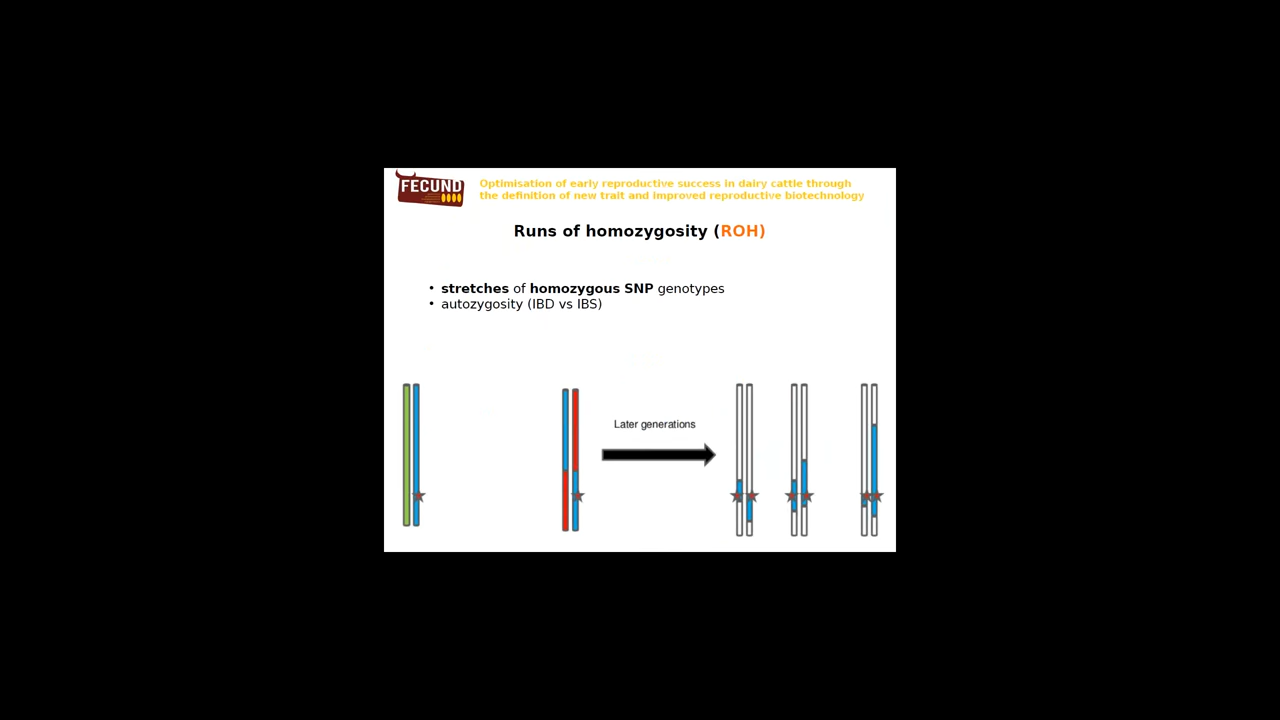 FECUND
Optimisation of early reproductive success in dairy cattle through
the definition of new trait and improved reproductive biotechnology
Runs of homozygosity (ROH)
• stretches of homozygous SNP genotypes
• autozygosity (IBD vs IBS)
Later generations